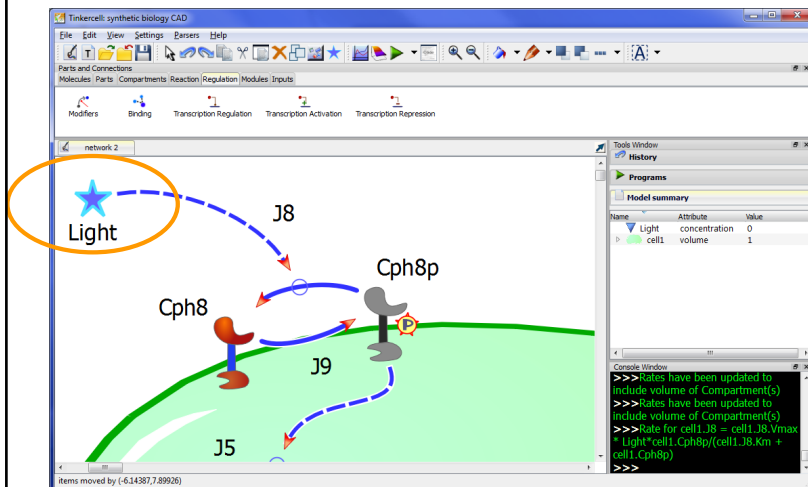 Tinkercell: synthetic biology CAD
File Edit View Settings Parsers Help
Parts and Connections
Molecules Parts Compartments Reaction Regulation Modules Inputs
Modifiers Binding Transcription Regulation Transcription Activation Transcription Repression
network 2
Light
J8
Cph8p
Cph8
P
J9
J5
Tools Window
History
Programs
Model summary
Name Attribute Value
Light concentration 0
cell1 volume 1
Console Window
>>>Rates have been updated to
include volume of Compartment(s)
>>>Rates have been updated to
include volume of Compartment(s)
>>>Rate for cell1.J8 = cell1.J8.Vmax
* Light*cell1.Cph8p/(cell1.J8.Km +
cell1.Cph8p)
>>>
items moved by (-6.14387,7.89926)